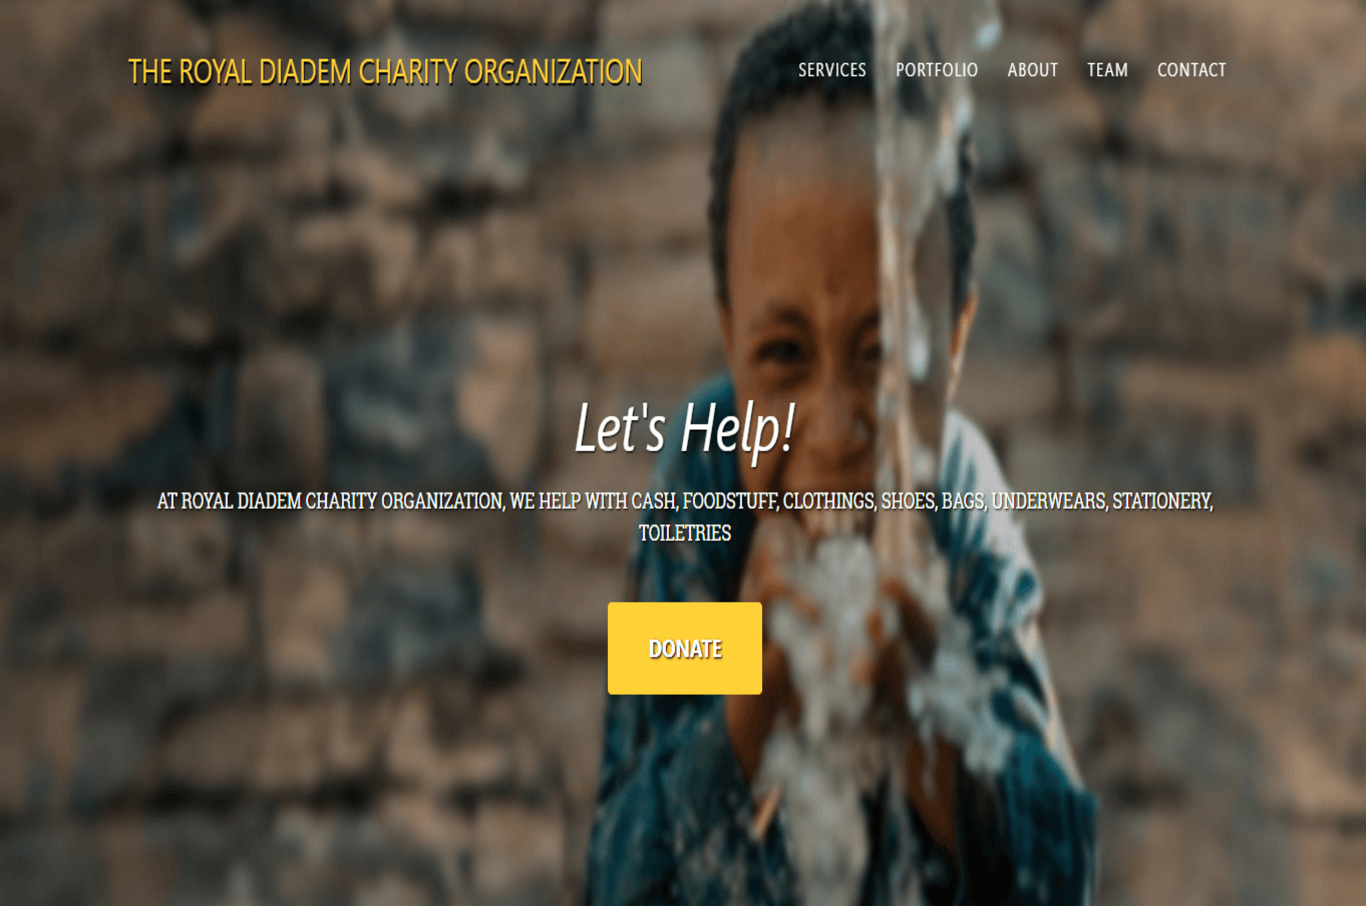 THE ROYAL DIADEM CHARITY ORGANIZATION
SERVICES PORTFOLIO ABOUT TEAM CONTACT
Let's Help!
AT ROYAL DIADEM CHARITY ORGANIZATION, WE HELP WITH CASH, FOODSTUFF, CLOTHINGS, SHOES, BAGS, UNDERWEARS, STATIONERY,
TOILETRIES
DONATE